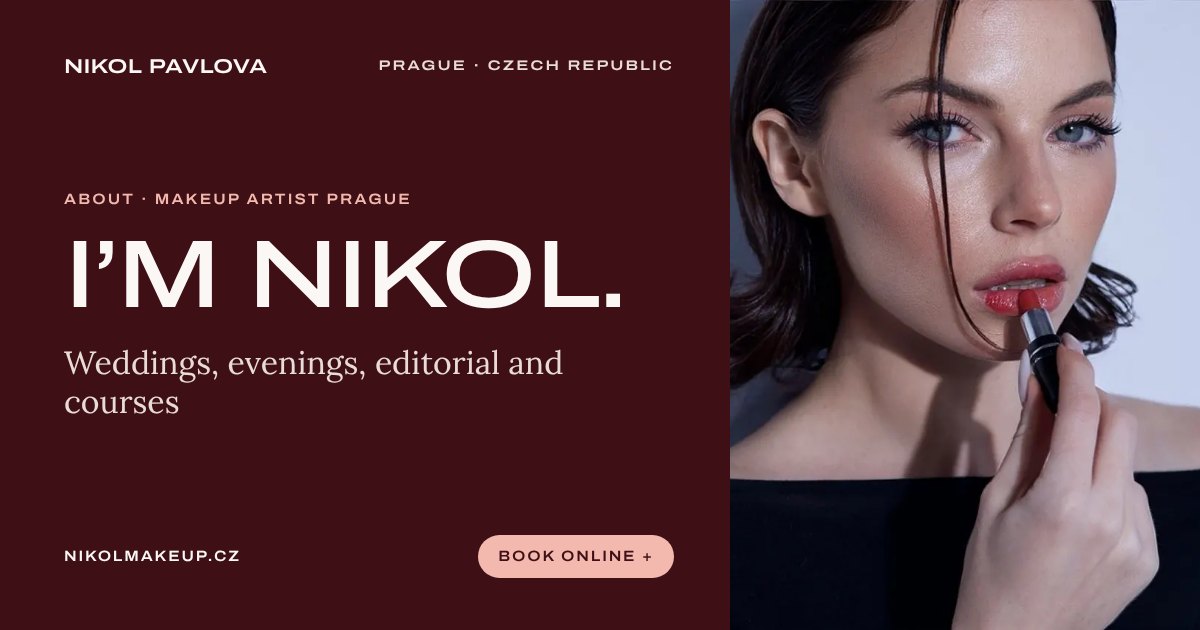 NIKOL PAVLOVA
PRAGUE · CZECH REPUBLIC
ABOUT · MAKEUP ARTIST PRAGUE
I’M NIKOL.
Weddings, evenings, editorial and
courses
NIKOLMAKEUP.CZ
BOOK ONLINE +